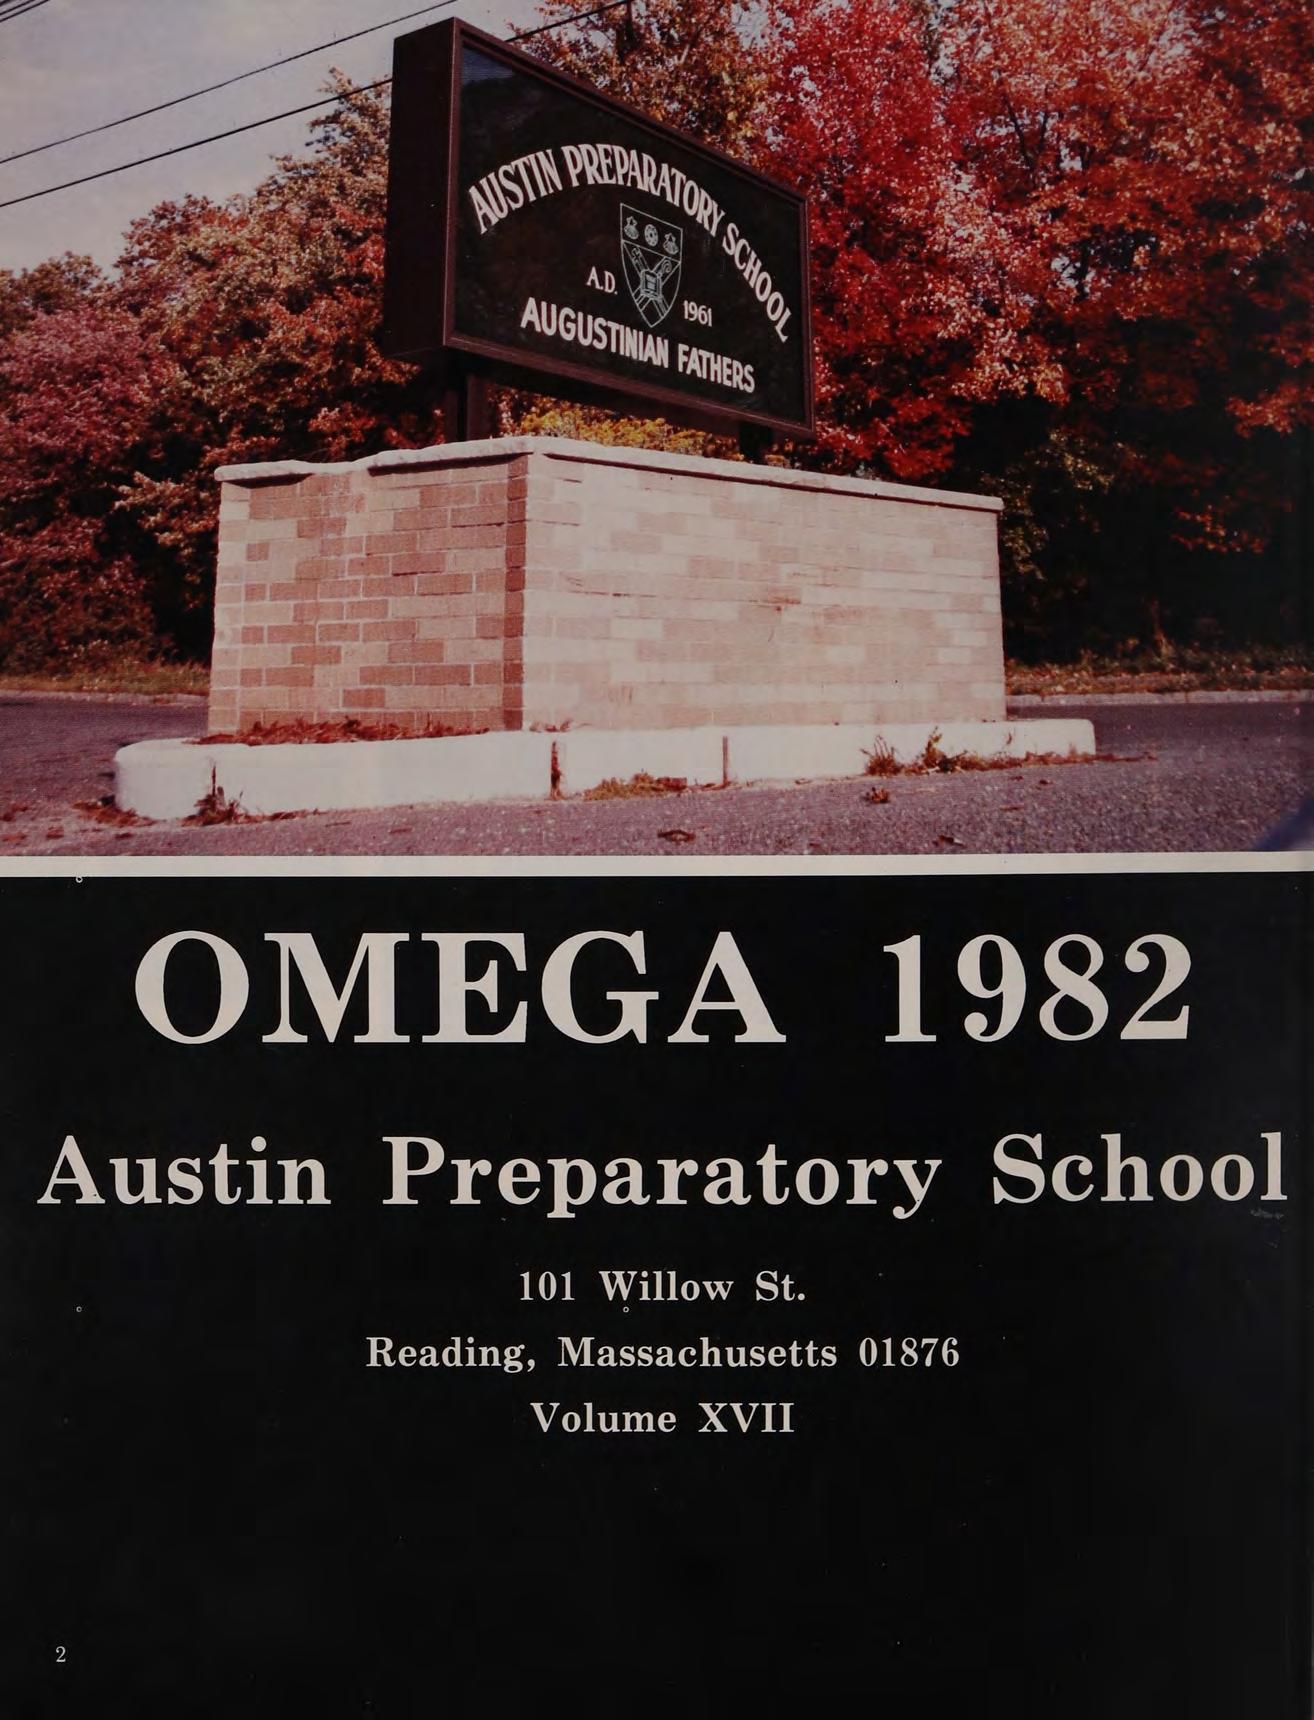 AUSTIN PREPARATORY SCHOOL
A.D. 1961
AUGUSTINIAN FATHERS
OMEGA 1982
Austin Preparatory School
101 Willow St.
Reading, Massachusetts 01876
Volume XVII
2